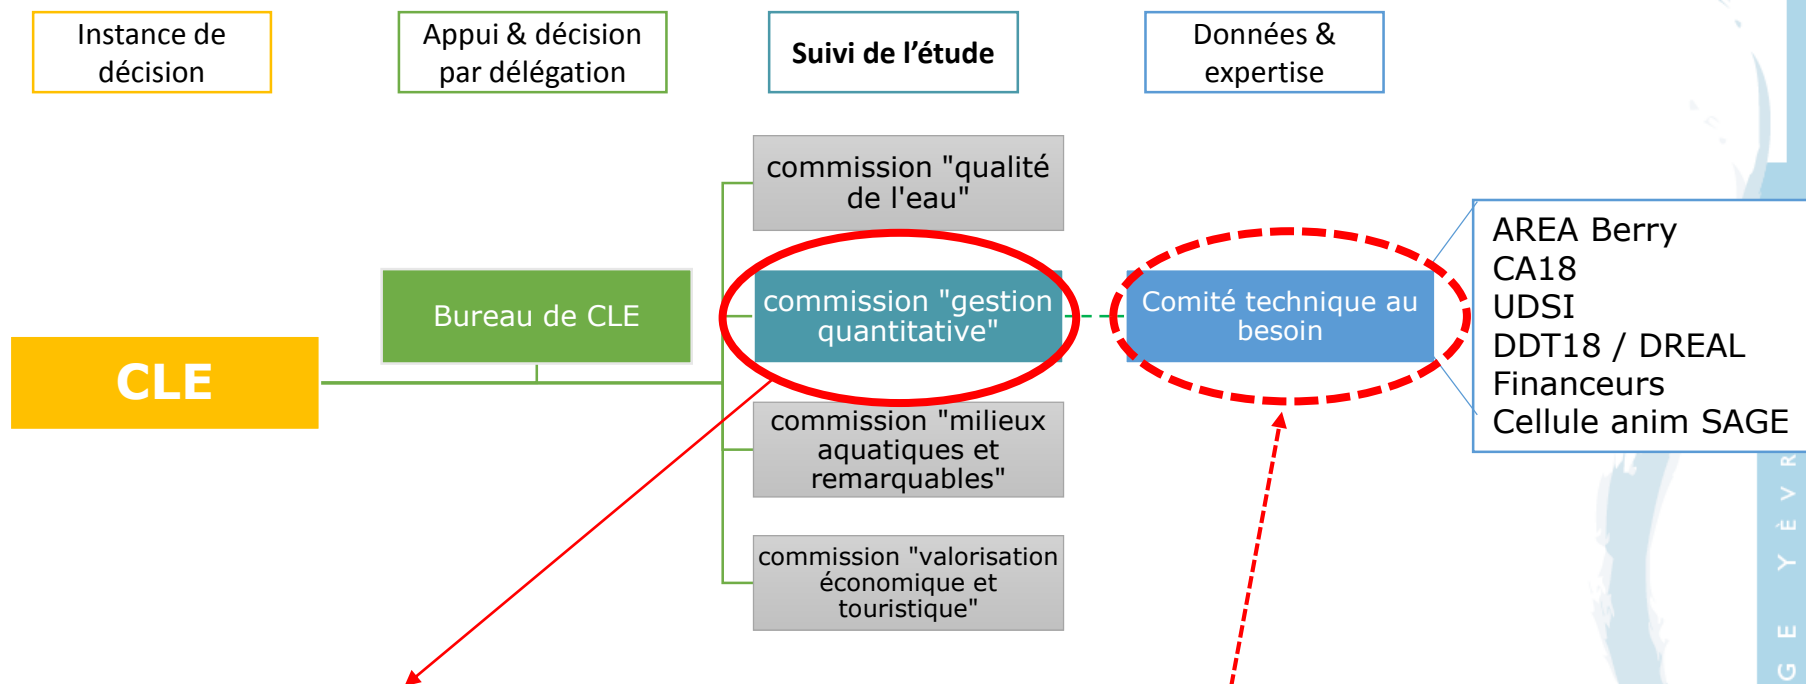 Instance de
décision
Appui & décision
par délégation
Suivi de l'étude
Données &
expertise
commission "qualité
de l'eau"
commission "gestion
quantitative"
commission "milieux
aquatiques et
remarquables"
commission "valorisation
économique et
touristique"
Bureau de CLE
CLE
Comité technique au
besoin
AREA Berry
CA18
UDSI
DDT18 / DREAL
Financeurs
Cellule anim SAGE
GE YÈVR